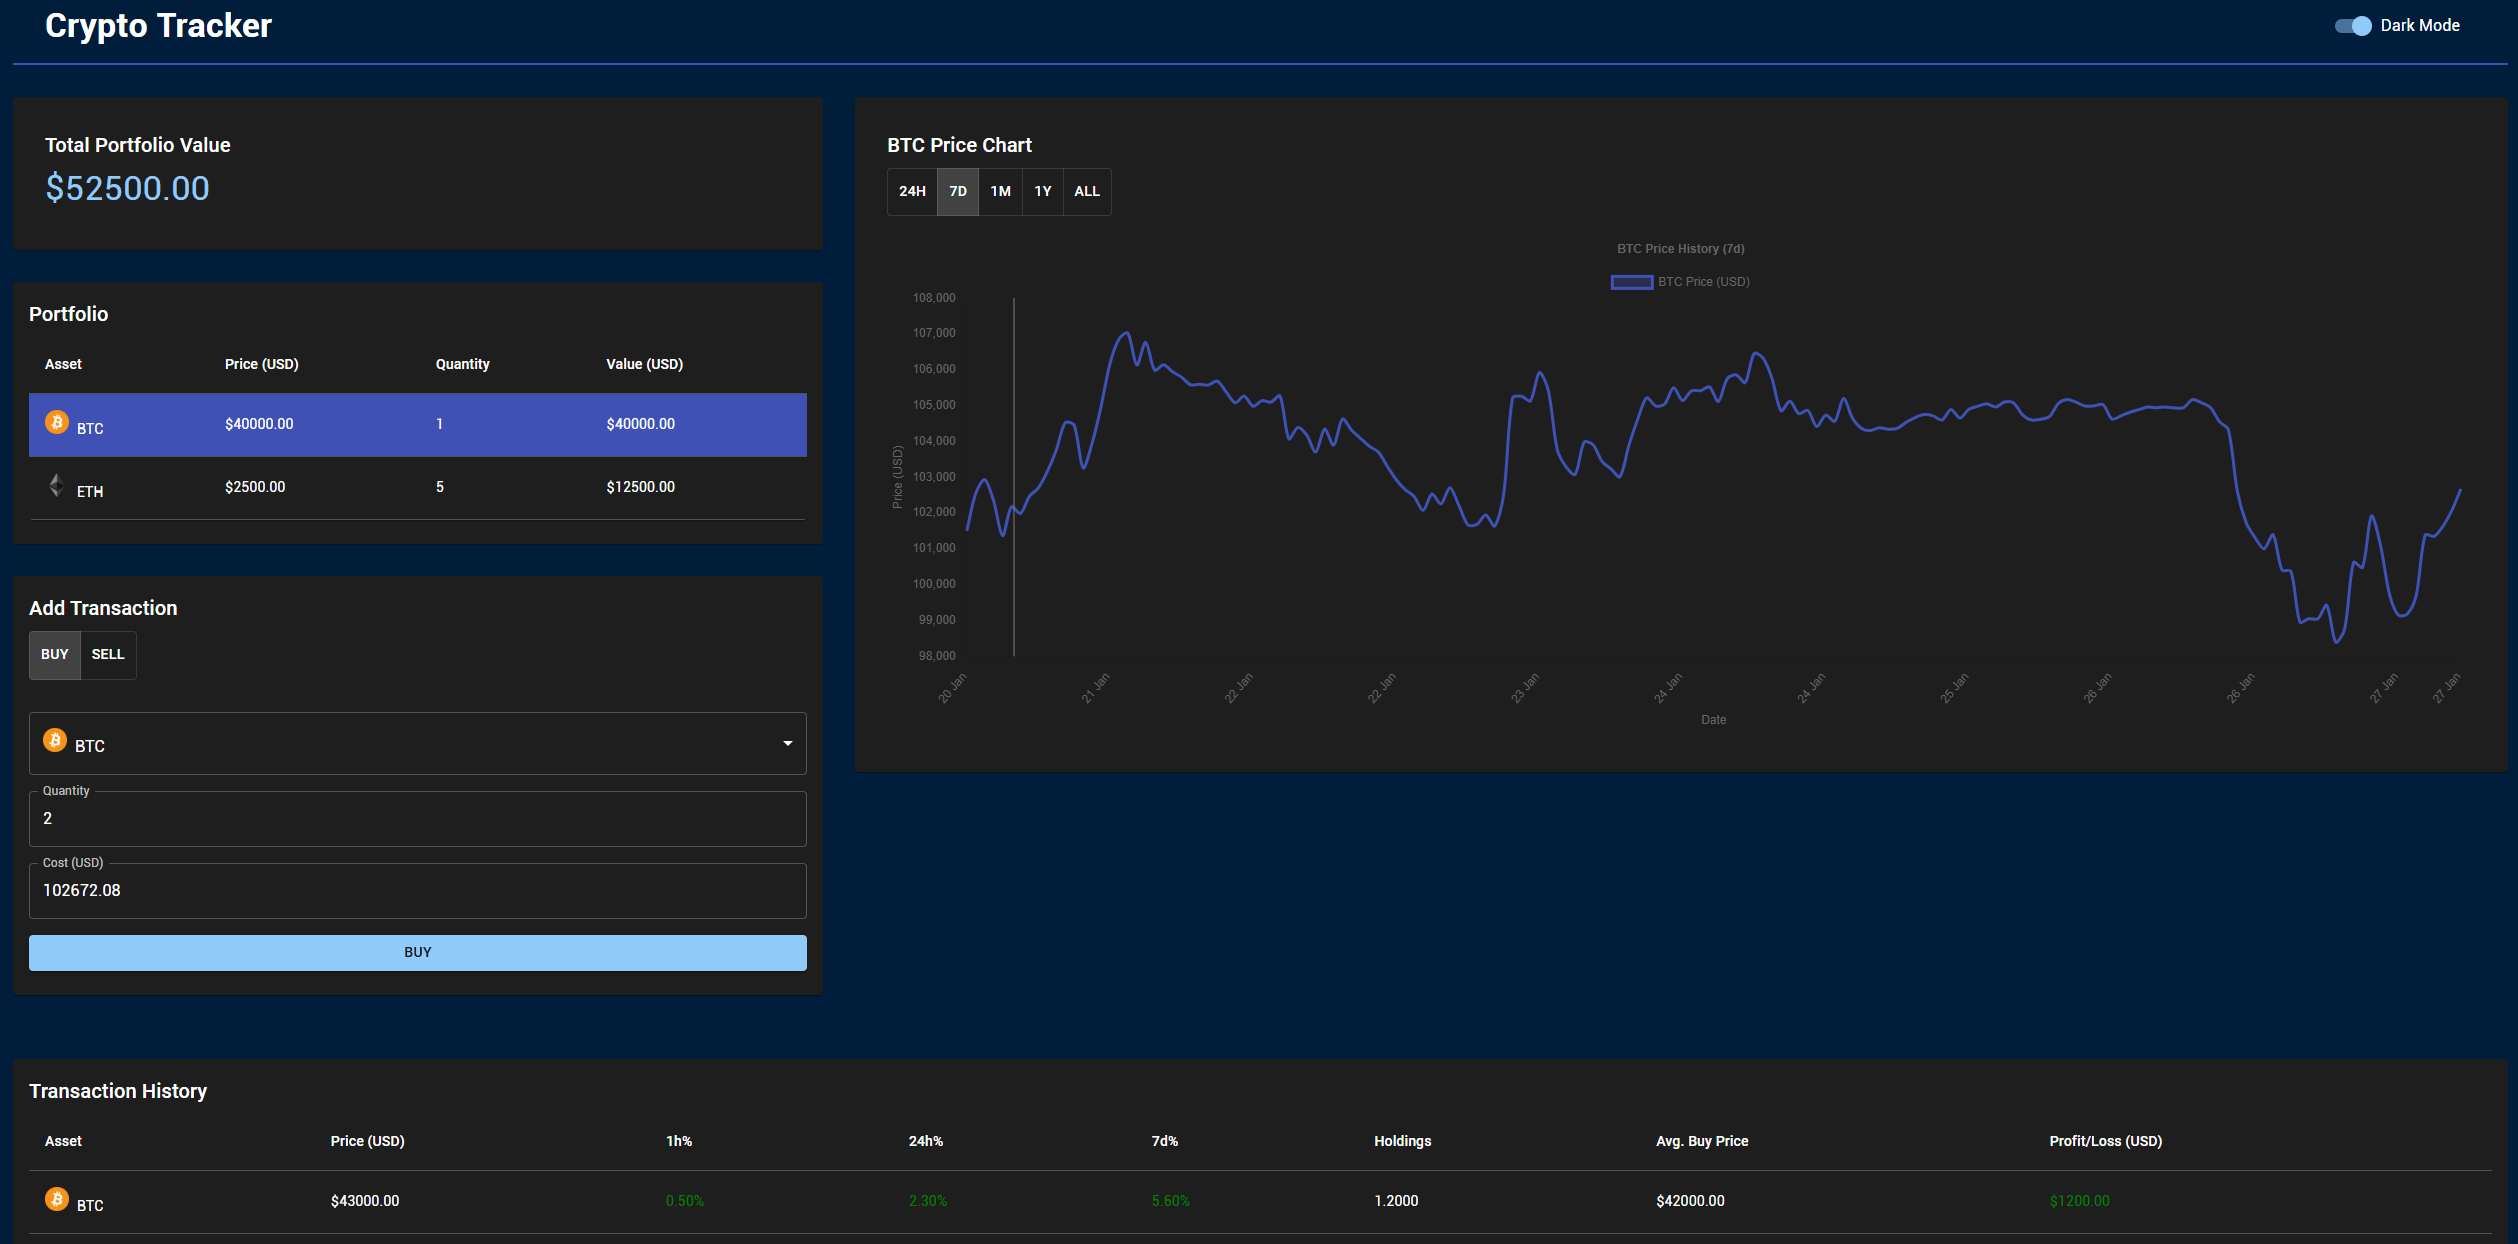 Crypto Tracker
Dark Mode
Total Portfolio Value
$52500.00
Portfolio
Asset Price (USD) Quantity Value (USD)
BTC $40000.00 1 $40000.00
ETH $2500.00 5 $12500.00
Add Transaction
BUY SELL
BTC
Quantity
2
Cost (USD)
102672.08
BUY
BTC Price Chart
24H 7D 1M 1Y ALL
BTC Price History (7d)
BTC Price (USD)
108,000
107,000
106,000
105,000
104,000
103,000
102,000
101,000
100,000
99,000
98,000
Price (USD)
20 Jan 21 Jan 22 Jan 22 Jan 23 Jan 24 Jan 24 Jan 25 Jan 26 Jan 26 Jan 27 Jan 27 Jan
Date
Transaction History
Asset Price (USD) 1h% 24h% 7d% Holdings Avg. Buy Price Profit/Loss (USD)
BTC $43000.00 0.50% 2.30% 5.60% 1.2000 $42000.00 $1200.00